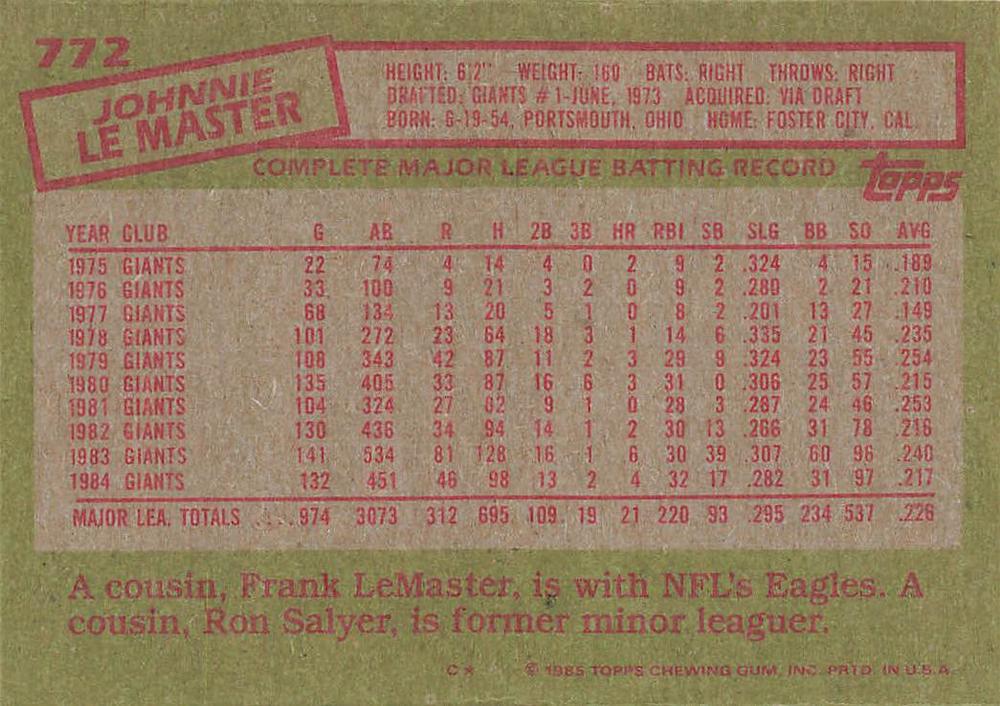 772
JOHNNIE
LE MASTER
HEIGHT: 6'2" WEIGHT: 160 BATS: RIGHT THROWS: RIGHT
DRAFTED: GIANTS #1-JUNE, 1973 ACQUIRED: VIA DRAFT
BORN: 6-19-54, PORTSMOUTH, OHIO HOME: FOSTER CITY, CAL.
COMPLETE MAJOR LEAGUE BATTING RECORD
topps
YEAR CLUB G AB R H 2B 3B HR RBI SB SLG BB SO AVG
1975 GIANTS 22 74 4 14 4 0 2 9 2 .324 4 15 .189
1976 GIANTS 33 100 9 21 3 2 0 9 2 .280 2 21 .210
1977 GIANTS 68 134 13 20 5 1 0 8 2 .201 13 27 .149
1978 GIANTS 101 272 23 64 18 3 1 14 6 .335 21 45 .235
1979 GIANTS 108 343 42 87 11 2 3 29 9 .324 23 55 .254
1980 GIANTS 135 405 33 87 16 6 3 31 0 .306 25 57 .215
1981 GIANTS 104 324 27 82 9 1 0 28 3 .287 24 46 .253
1982 GIANTS 130 436 34 94 14 1 2 30 13 .266 31 78 .216
1983 GIANTS 141 534 81 128 16 1 6 30 39 .307 60 96 .240
1984 GIANTS 132 451 46 98 13 2 4 32 17 .282 31 97 .217
MAJOR LEA. TOTALS ....974 3073 312 695 109 19 21 220 93 .295 234 537 .226
A cousin, Frank LeMaster, is with NFL's Eagles. A
cousin, Ron Salyer, is former minor leaguer.
C* © 1985 TOPPS CHEWING GUM, INC. PRTD. IN U.S.A.